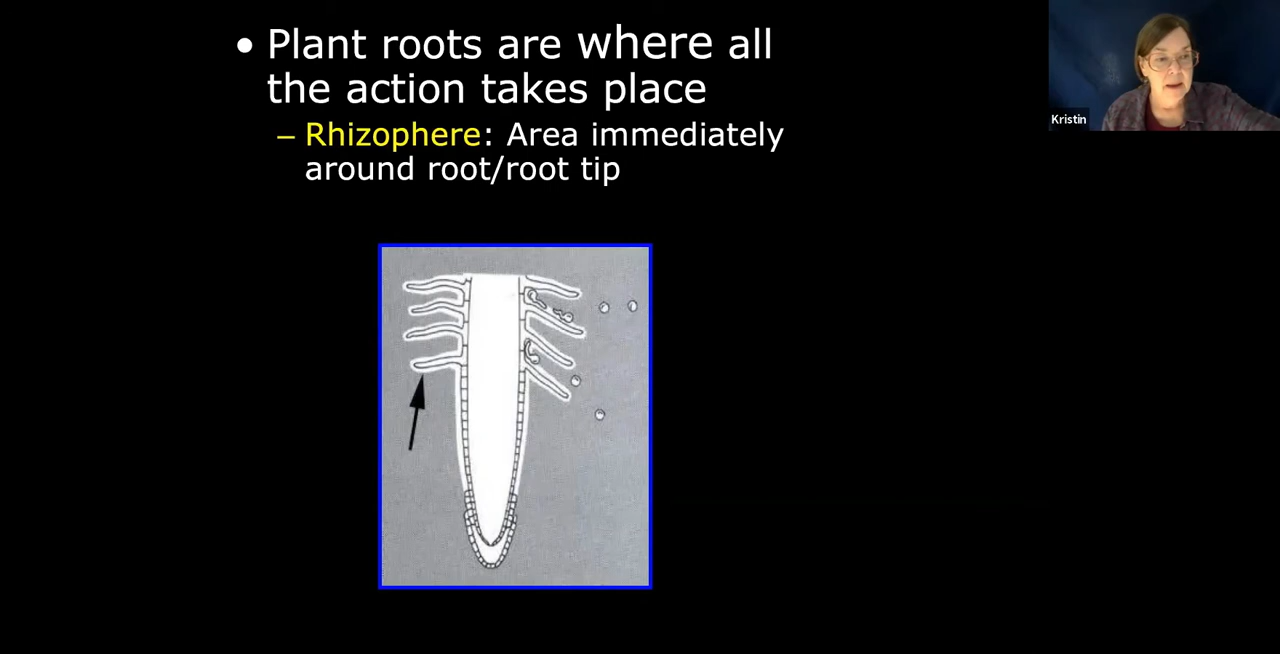 • Plant roots are where all
the action takes place
– Rhizophere: Area immediately
around root/root tip
Kristin